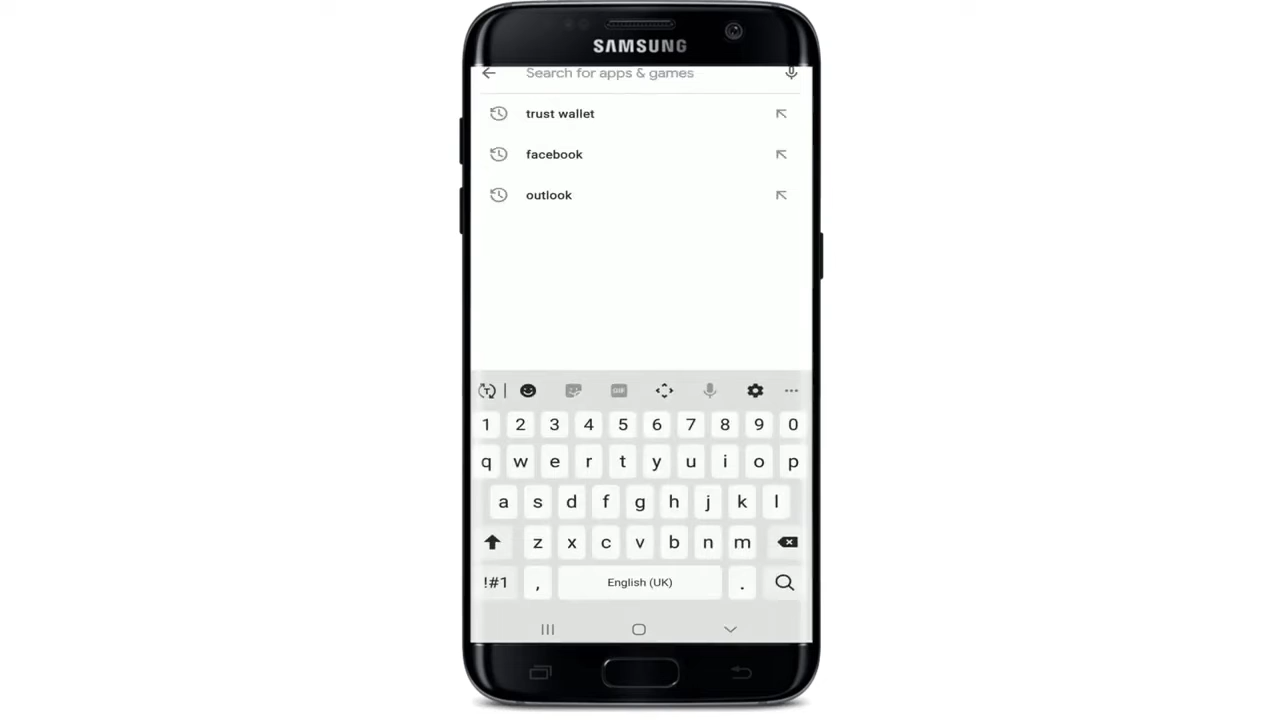 SAMSUNG
Search for apps & games
trust wallet
facebook
outlook
GIF
1 2 3 4 5 6 7 8 9 0
q w e r t y u i o p
a s d f g h j k l
z x c v b n m
!#1 , English (UK) .